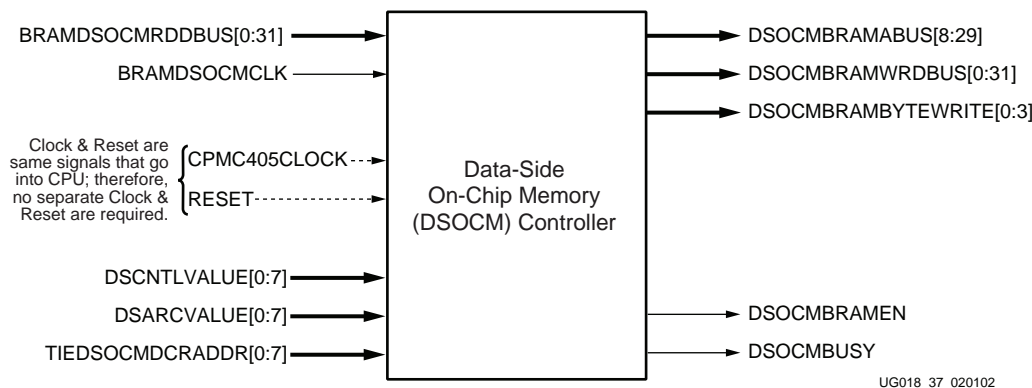 BRAMDSOCMRDDBUS[0:31]
BRAMDSOCMCLK
Clock & Reset are
same signals that go
into CPU; therefore,
no separate Clock &
Reset are required.
CPMC405CLOCK
RESET
DSCNTLVALUE[0:7]
DSARCVALUE[0:7]
TIEDSOCMDCRADDR[0:7]
Data-Side
On-Chip Memory
(DSOCM) Controller
DSOCMBRAMABUS[8:29]
DSOCMBRAMWRDBUS[0:31]
DSOCMBRAMBYTEWRITE[0:3]
DSOCMBRAMEN
DSOCMBUSY
UG018_37_020102